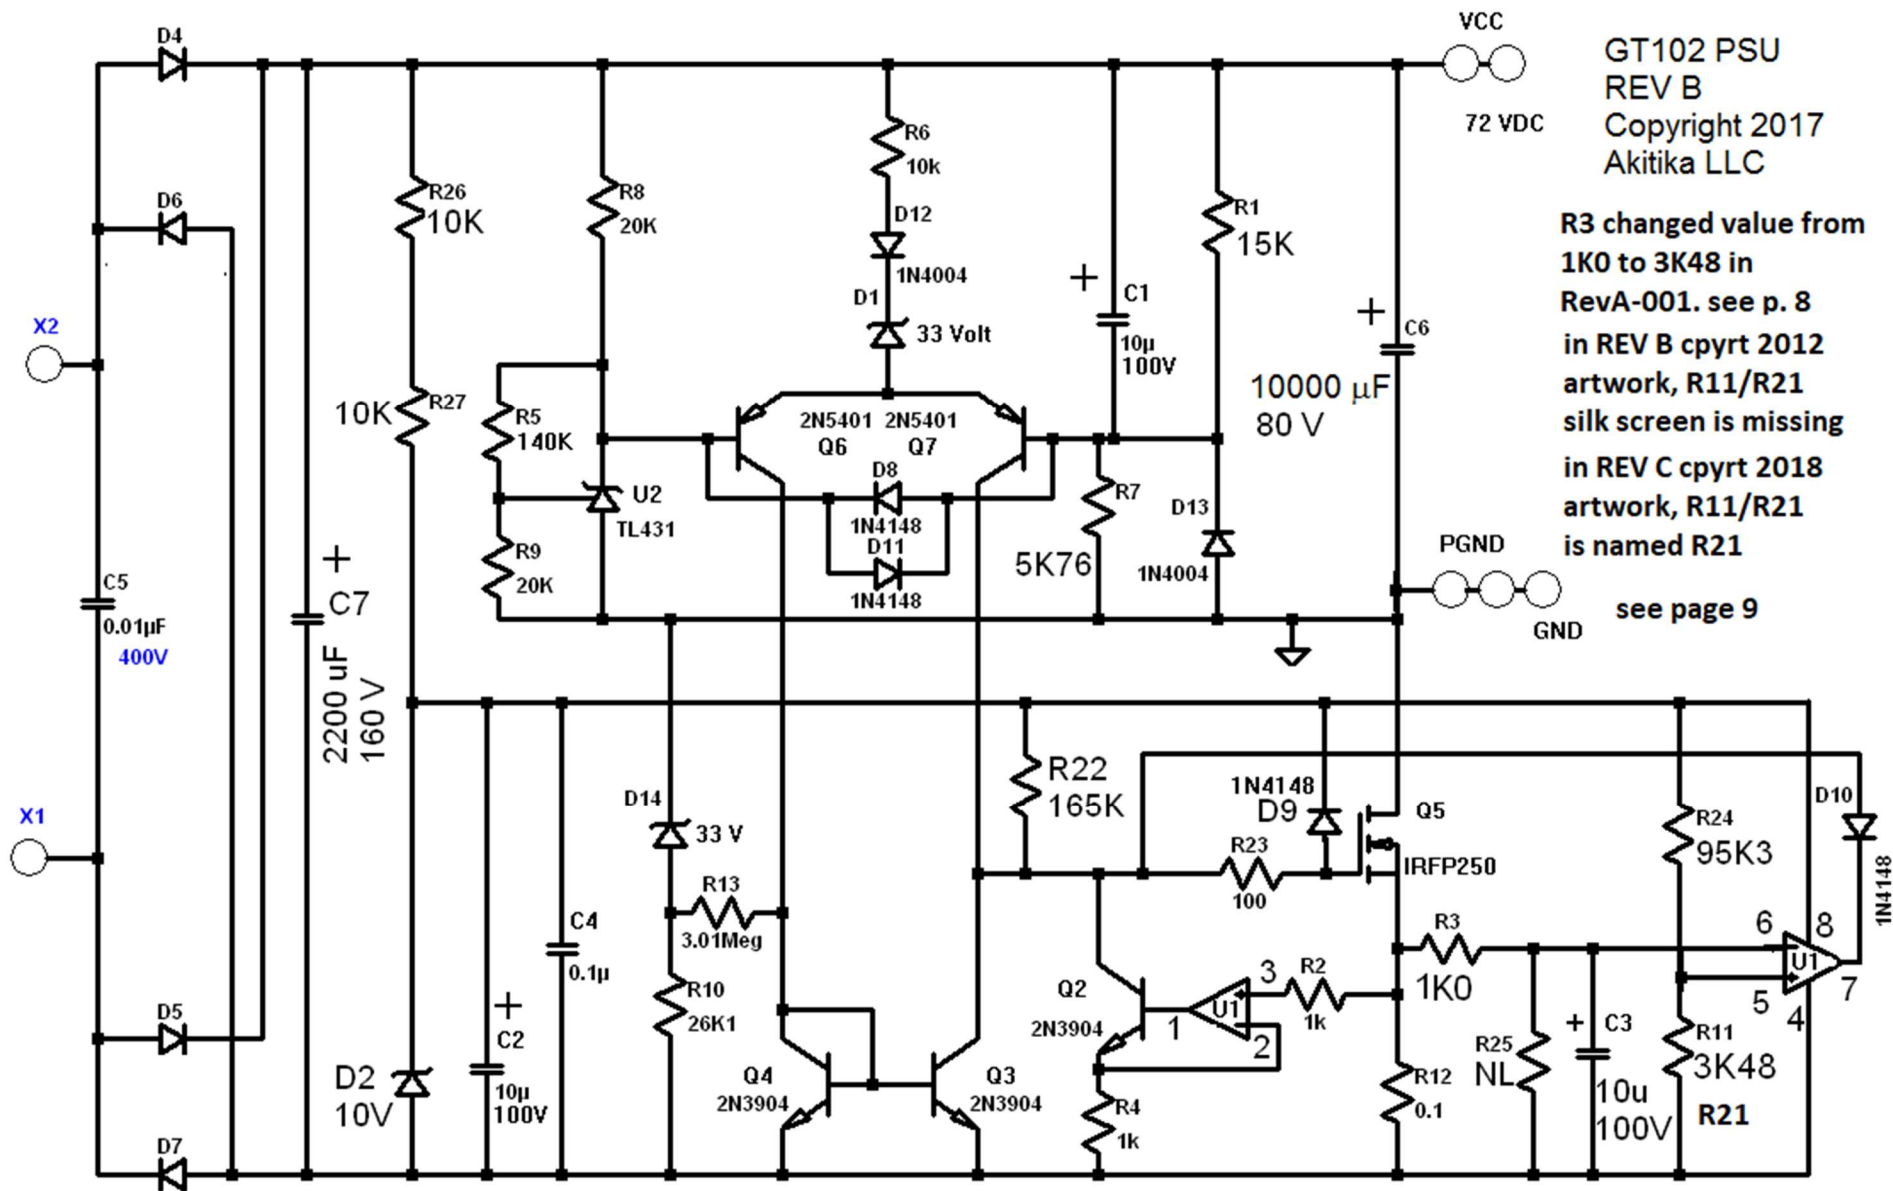 D4
VCC
GT102 PSU
REV B
Copyright 2017
Akitika LLC
72 VDC
R6
10k
D6
R26
10K
R8
20K
D12
1N4004
R1
15K
R3 changed value from
1K0 to 3K48 in
RevA-001. see p. 8
in REV B cpyrt 2012
artwork, R11/R21
silk screen is missing
in REV C cpyrt 2018
artwork, R11/R21
is named R21
see page 9
D1
33 Volt
+
C1
10µ
100V
+
C6
10000 µF
80 V
X2
10K
R27
R5
140K
2N5401
2N5401
Q6
Q7
U2
TL431
D8
1N4148
D11
1N4148
R7
5K76
D13
1N4004
PGND
GND
R9
20K
C5
0.01µF
400V
+
C7
2200 uF
160 V
X1
D14
33 V
R22
165K
1N4148
D9
Q5
IRFP250
R24
95K3
D10
1N4148
R23
100
R13
3.01Meg
C4
0.1µ
R10
26K1
R3
1K0
6
8
U1
5
4
7
Q2
2N3904
1
U1
3
2
R2
1k
D5
+
C2
10µ
100V
D2
10V
Q4
2N3904
Q3
2N3904
R4
1k
R12
0.1
R25
NL
+
C3
10u
100V
R11
3K48
R21
D7